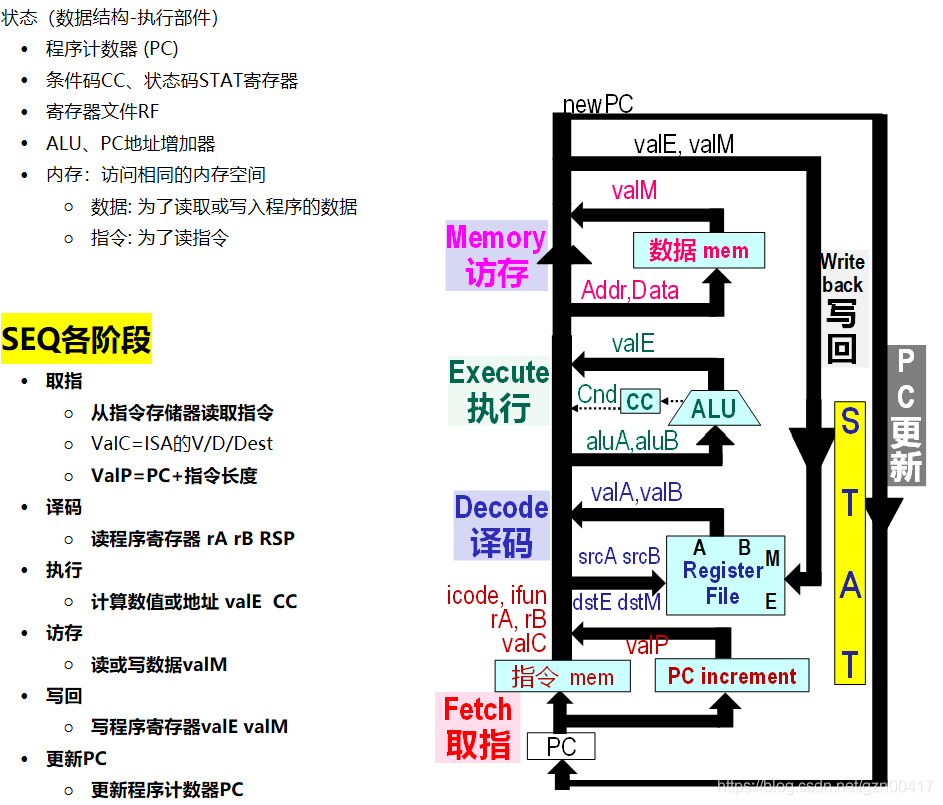 状态（数据结构-执行部件）
• 程序计数器 (PC)
• 条件码CC、状态码STAT寄存器
• 寄存器文件RF
• ALU、PC地址增加器
• 内存：访问相同的内存空间
○ 数据: 为了读取或写入程序的数据
○ 指令: 为了读指令
SEQ各阶段
• 取指
○ 从指令存储器读取指令
○ ValC=ISA的V/D/Dest
○ ValP=PC+指令长度
• 译码
○ 读程序寄存器 rA rB RSP
• 执行
○ 计算数值或地址 valE CC
• 访存
○ 读或写数据valM
• 写回
○ 写程序寄存器valE valM
• 更新PC
○ 更新程序计数器PC
newPC
valE, valM
valM
Memory
访存
数据 mem
Addr,Data
Write
back
写
回
valE
Execute
执行
Cnd
CC
ALU
aluA,aluB
PC更新
STAT
valA,valB
Decode
译码
A B
M
Register
File
E
srcA srcB
dstE dstM
icode, ifun
rA, rB
valC
valP
指令 mem
PC increment
Fetch
取指
PC
https://blog.csdn.net/gzn00417